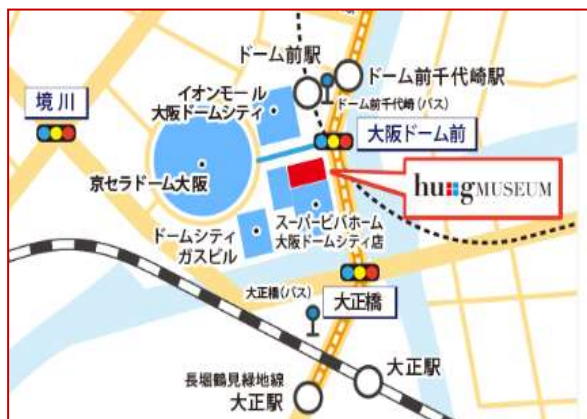 ドーム前駅
ドーム前千代崎駅
イオンモール
大阪ドームシティ
ドーム前千代崎(バス)
境川
大阪ドーム前
京セラドーム大阪
hu::gMUSEUM
スーパービバホーム
大阪ドームシティ店
ドームシティ
ガスビル
大正橋(バス)
大正橋
大正駅
長堀鶴見緑地線
大正駅